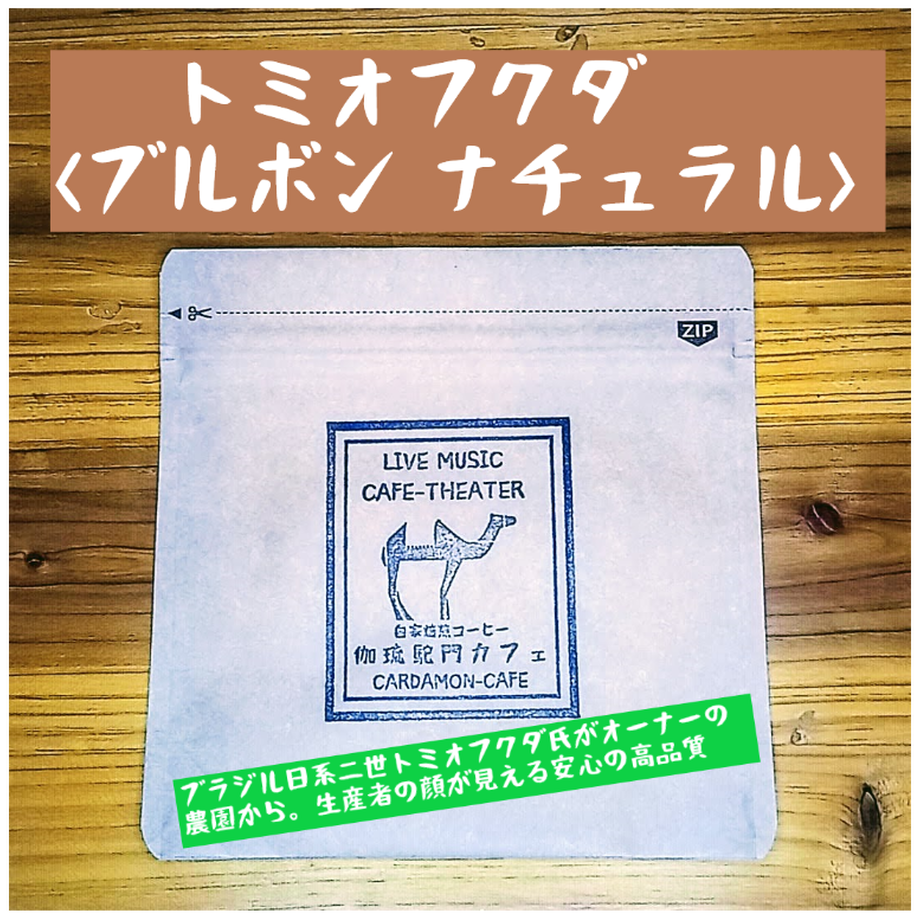 トミオフクダ
〈ブルボン ナチュラル〉
ZIP
LIVE MUSIC
CAFE-THEATER
自家焙煎コーヒー
伽琉駝門カフェ
CARDAMON-CAFE
ブラジル日系二世トミオフクダ氏がオーナーの
農園から。生産者の顔が見える安心の高品質